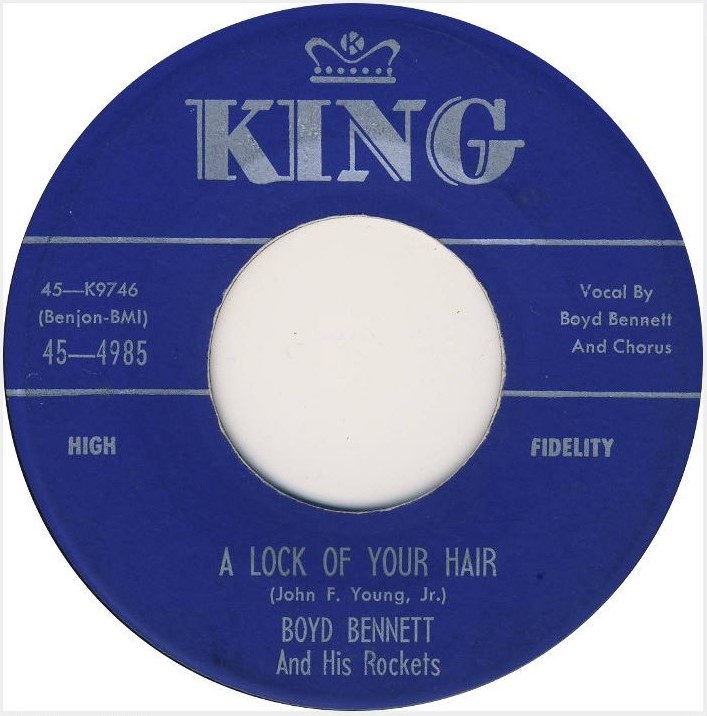 K
KING
45—K9746
(Benjon-BMI)
45—4985
Vocal By
Boyd Bennett
And Chorus
HIGH FIDELITY
A LOCK OF YOUR HAIR
(John F. Young, Jr.)
BOYD BENNETT
And His Rockets